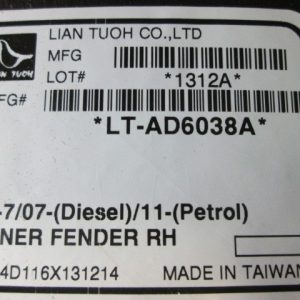 LIAN TUOH CO.,LTD
MFG
LOT# *1312A*
MFG# *LT-AD6038A*
-7/07-(Diesel)/11-(Petrol)
NER FENDER RH
4D116X131214 MADE IN TAIWAN